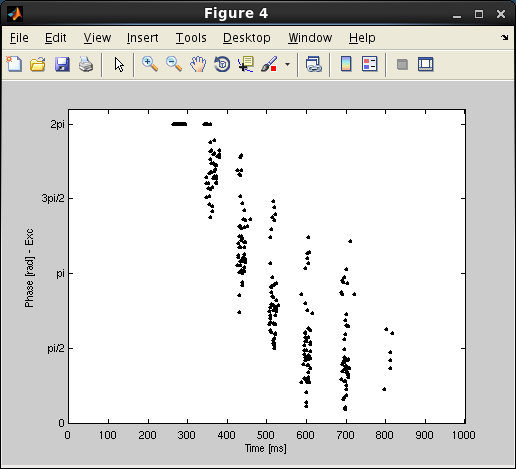 Figure 4
File Edit View Insert Tools Desktop Window Help
2pi
3pi/2
pi
pi/2
0
Phase [rad] - Exc
0 100 200 300 400 500 600 700 800 900 1000
Time [ms]